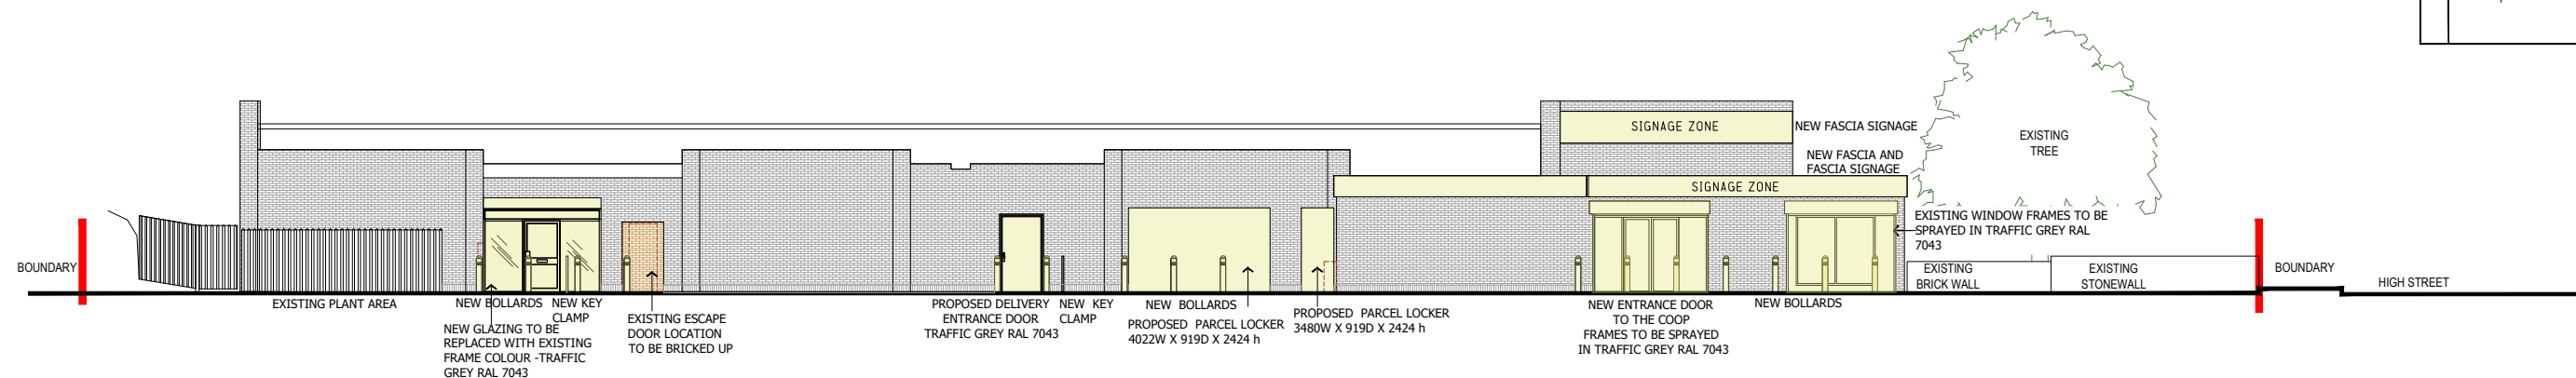 SIGNAGE ZONE
NEW FASCIA SIGNAGE
NEW FASCIA AND
FASCIA SIGNAGE
SIGNAGE ZONE
EXISTING
TREE
EXISTING WINDOW FRAMES TO BE
SPRAYED IN TRAFFIC GREY RAL
7043
BOUNDARY
EXISTING
BRICK WALL
EXISTING
STONEWALL
BOUNDARY
HIGH STREET
EXISTING PLANT AREA
NEW BOLLARDS
NEW KEY
CLAMP
NEW GLAZING TO BE
REPLACED WITH EXISTING
FRAME COLOUR -TRAFFIC
GREY RAL 7043
EXISTING ESCAPE
DOOR LOCATION
TO BE BRICKED UP
PROPOSED DELIVERY
ENTRANCE DOOR
TRAFFIC GREY RAL 7043
NEW KEY
CLAMP
NEW BOLLARDS
PROPOSED PARCEL LOCKER
4022W X 919D X 2424 h
PROPOSED PARCEL LOCKER
3480W X 919D X 2424 h
NEW ENTRANCE DOOR
TO THE COOP
FRAMES TO BE SPRAYED
IN TRAFFIC GREY RAL 7043
NEW BOLLARDS